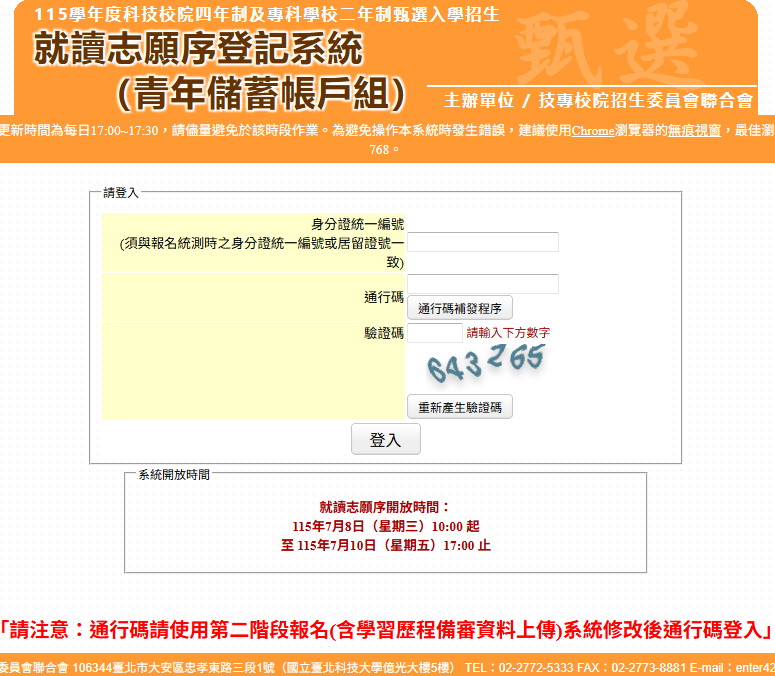 115學年度科技校院四年制及專科學校二年制甄選入學招生
就讀志願序登記系統
(青年儲蓄帳戶組)
甄選
主辦單位 / 技專校院招生委員會聯合會
更新時間為每日17:00~17:30，請儘量避免於該時段作業。為避免操作本系統時發生錯誤，建議使用Chrome瀏覽器的無痕視窗，最佳瀏
768。
請登入
身分證統一編號
(須與報名統測時之身分證統一編號或居留證號一
致)
通行碼
通行碼補發程序
驗證碼
請輸入下方數字
643265
重新產生驗證碼
登入
系統開放時間
就讀志願序開放時間：
115年7月8日（星期三）10:00 起
至 115年7月10日（星期五）17:00 止
「請注意：通行碼請使用第二階段報名(含學習歷程備審資料上傳)系統修改後通行碼登入」
委員會聯合會 106344臺北市大安區忠孝東路三段1號（國立臺北科技大學億光大樓5樓） TEL：02-2772-5333 FAX：02-2773-8881 E-mail：enter42